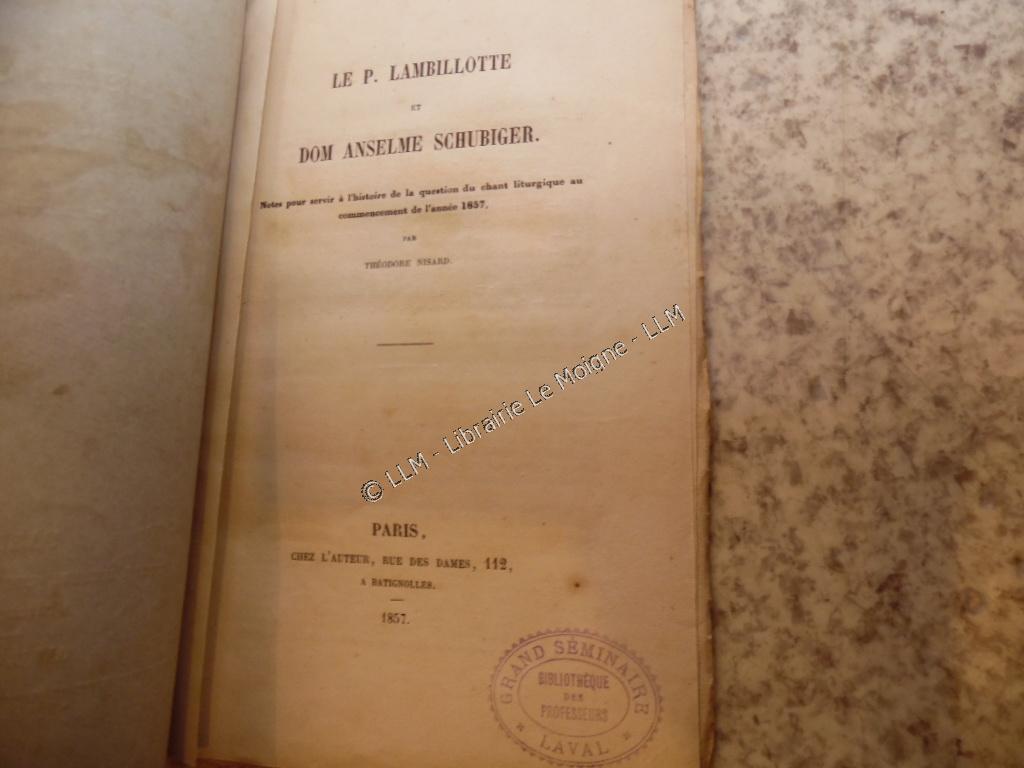 LE P. LAMBILLOTTE
ET
DOM ANSELME SCHUBIGER.
Notes pour servir à l'histoire de la question du chant liturgique au
commencement de l'année 1857,
PAR
THÉODORE NISARD.
© LLM - Librairie Le Moigne - LLM
PARIS,
CHEZ L'AUTEUR, RUE DES DAMES, 112,
A BATIGNOLLES.
1857.
GRAND SEMINAIRE
BIBLIOTHÈQUE
DES
PROFESSEURS
* LAVAL *